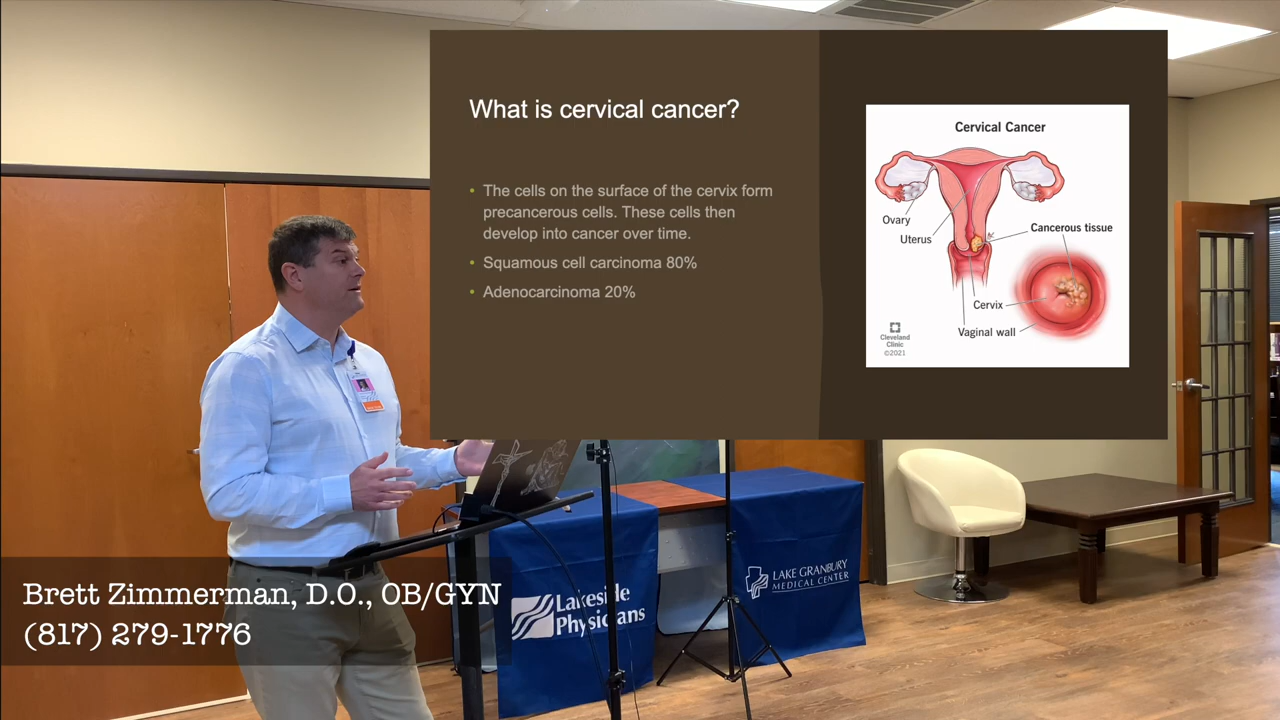 What is cervical cancer?
• The cells on the surface of the cervix form
precancerous cells. These cells then
develop into cancer over time.
• Squamous cell carcinoma 80%
• Adenocarcinoma 20%
Cervical Cancer
Ovary
Uterus
Cancerous tissue
Cervix
Vaginal wall
Cleveland
Clinic
©2021
Brett Zimmerman, D.O., OB/GYN
(817) 279-1776
Lakeside
Physicians
LAKE GRANBURY
MEDICAL CENTER